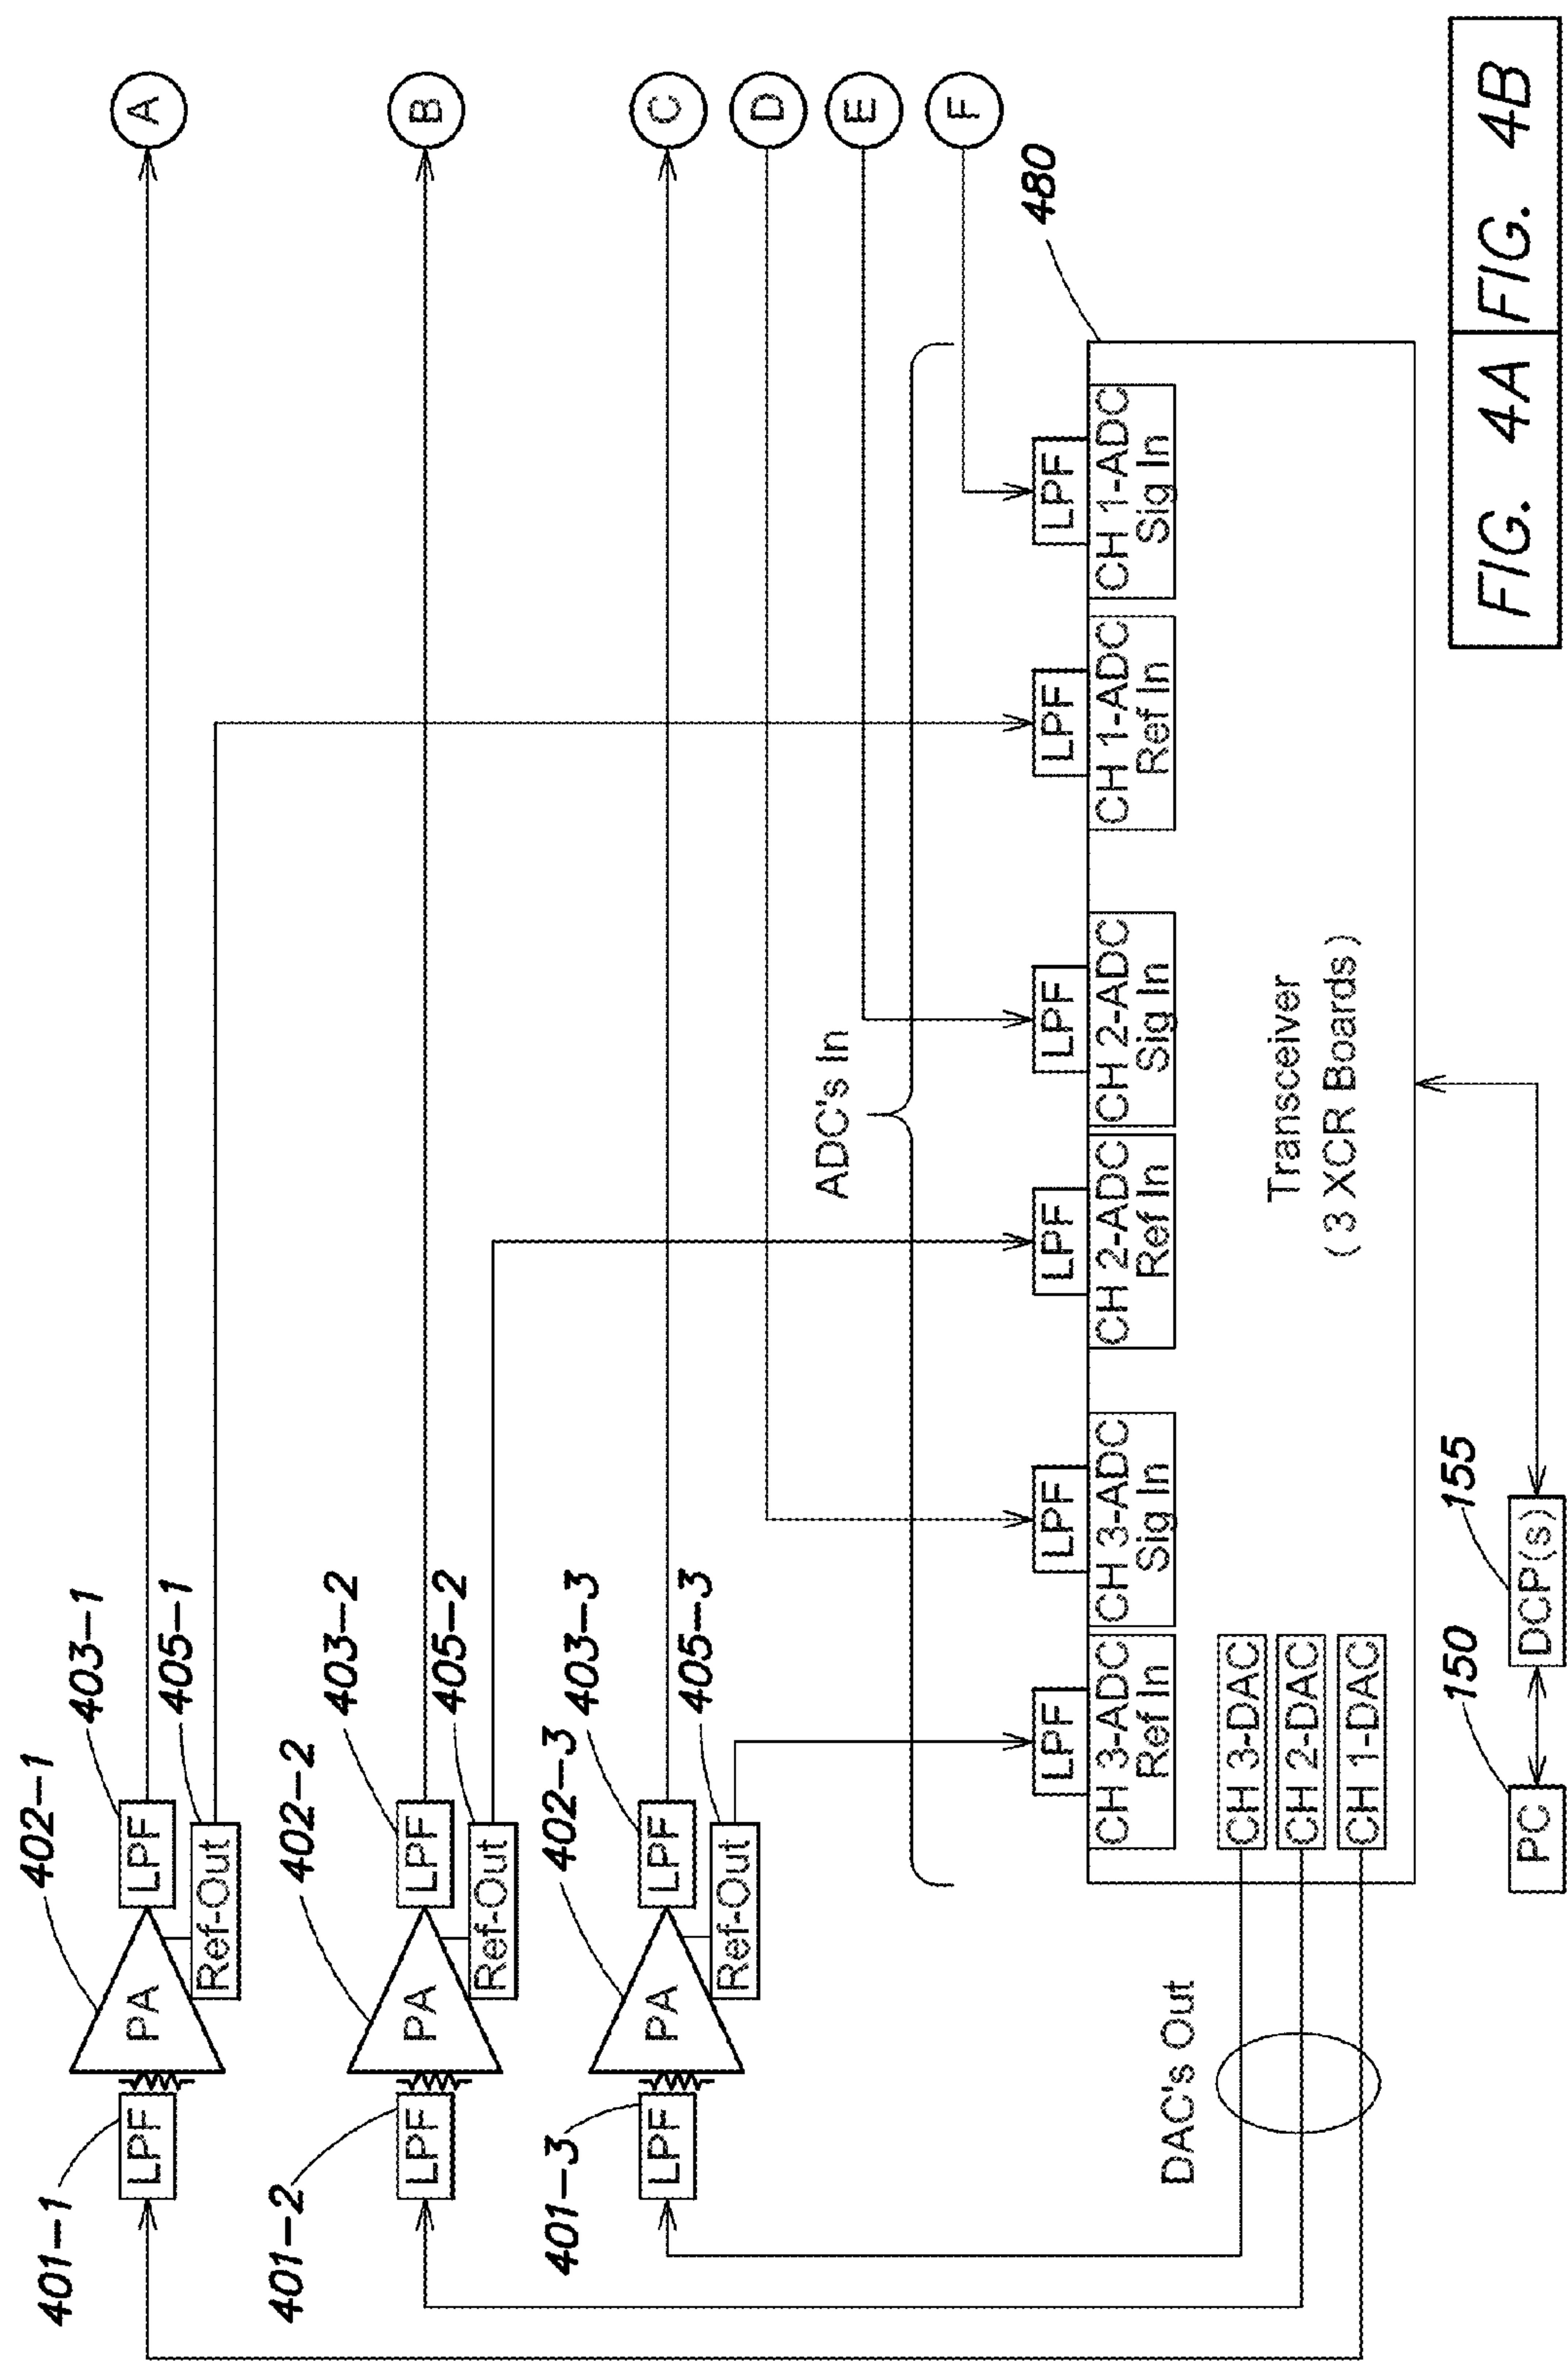 401-1
402-1
403-1
405-1
LPF
PA
LPF
Ref-Out
A
401-2
402-2
403-2
405-2
LPF
PA
LPF
Ref-Out
B
401-3
402-3
403-3
405-3
LPF
PA
LPF
Ref-Out
C
D
E
F
ADC's In
480
LPF
LPF
LPF
LPF
LPF
LPF
CH 3-ADC
Ref In
CH 3-ADC
Sig In
CH 2-ADC
Ref In
CH 2-ADC
Sig In
CH 1-ADC
Ref In
CH 1-ADC
Sig In
DAC's Out
CH 3-DAC
CH 2-DAC
CH 1-DAC
Transceiver
( 3 XCR Boards )
150
155
PC
DCP(s)
FIG. 4A
FIG. 4B